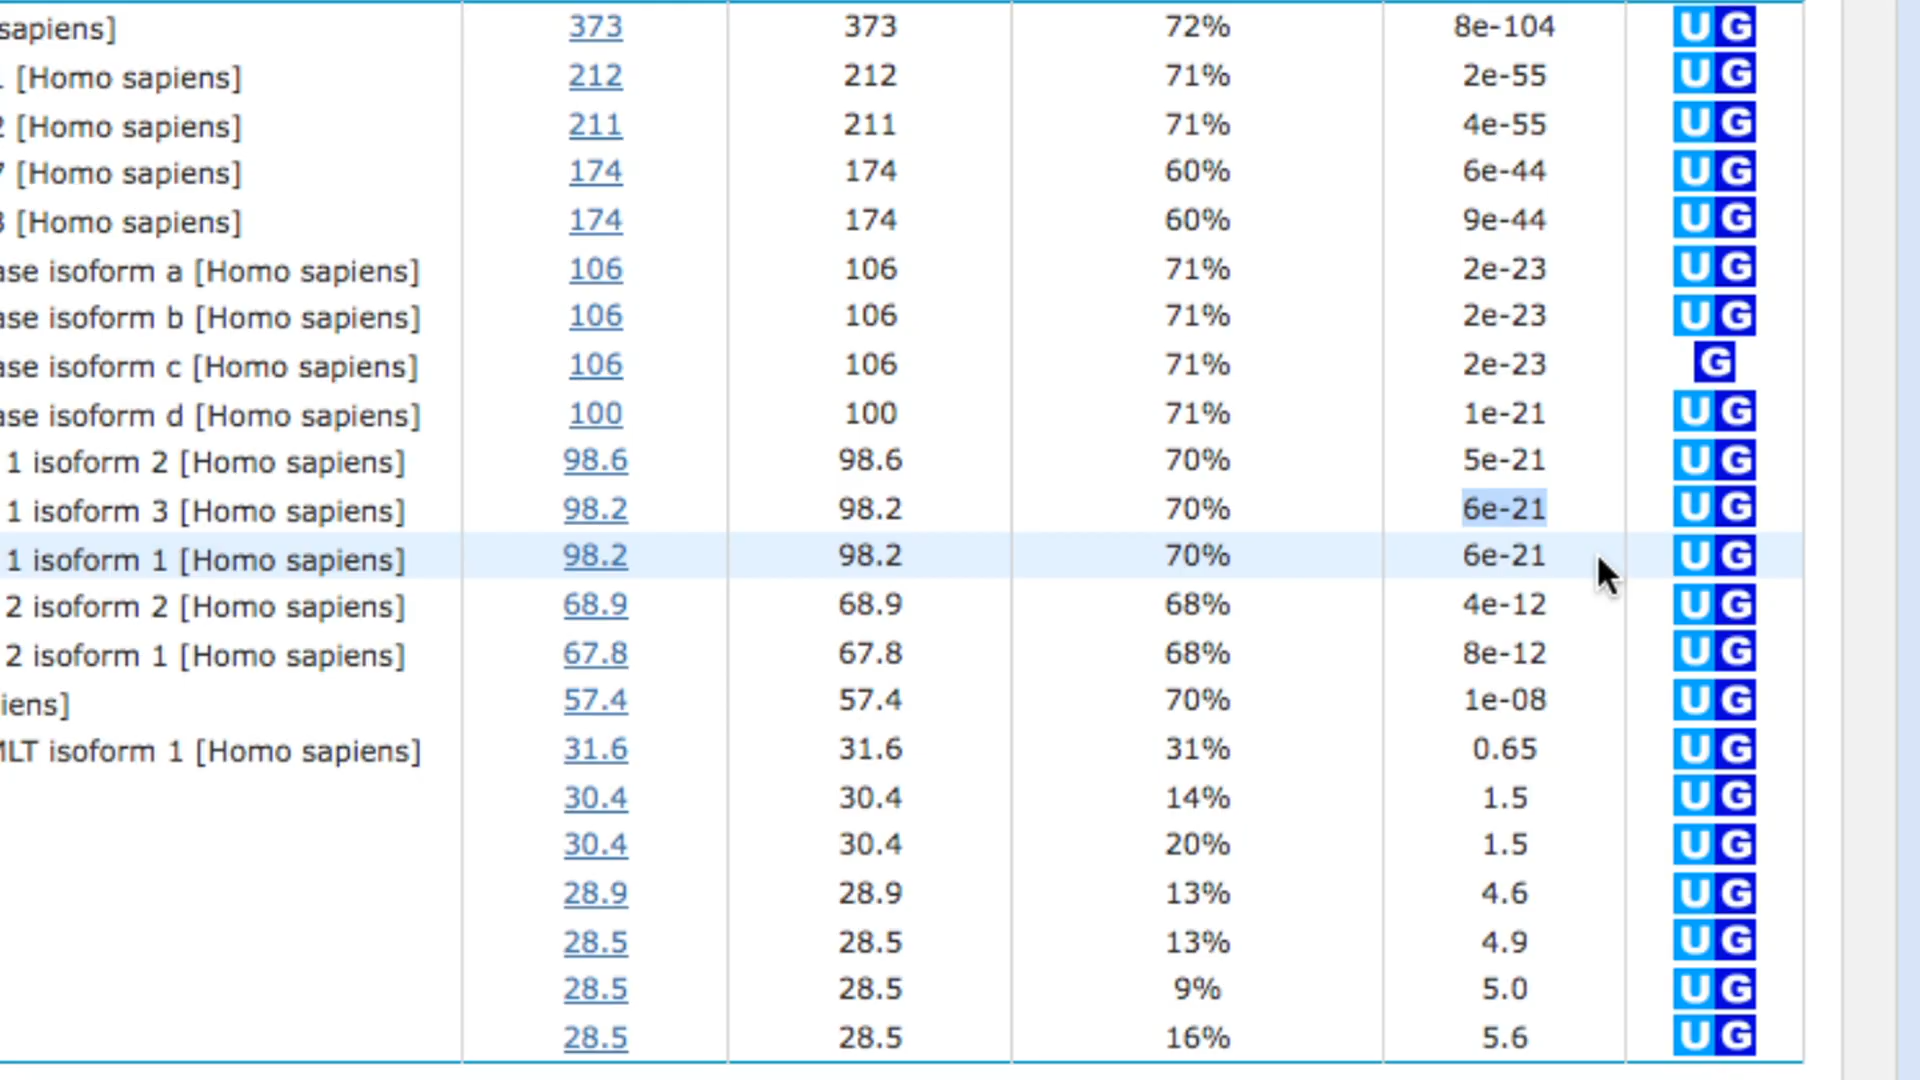 sapiens] 373 373 72% 8e-104 U G
[Homo sapiens] 212 212 71% 2e-55 U G
2 [Homo sapiens] 211 211 71% 4e-55 U G
7 [Homo sapiens] 174 174 60% 6e-44 U G
3 [Homo sapiens] 174 174 60% 9e-44 U G
ase isoform a [Homo sapiens] 106 106 71% 2e-23 U G
ase isoform b [Homo sapiens] 106 106 71% 2e-23 U G
ase isoform c [Homo sapiens] 106 106 71% 2e-23 G
ase isoform d [Homo sapiens] 100 100 71% 1e-21 U G
1 isoform 2 [Homo sapiens] 98.6 98.6 70% 5e-21 U G
1 isoform 3 [Homo sapiens] 98.2 98.2 70% 6e-21 U G
1 isoform 1 [Homo sapiens] 98.2 98.2 70% 6e-21 U G
2 isoform 2 [Homo sapiens] 68.9 68.9 68% 4e-12 U G
2 isoform 1 [Homo sapiens] 67.8 67.8 68% 8e-12 U G
iens] 57.4 57.4 70% 1e-08 U G
MLT isoform 1 [Homo sapiens] 31.6 31.6 31% 0.65 U G
30.4 30.4 14% 1.5 U G
30.4 30.4 20% 1.5 U G
28.9 28.9 13% 4.6 U G
28.5 28.5 13% 4.9 U G
28.5 28.5 9% 5.0 U G
28.5 28.5 16% 5.6 U G